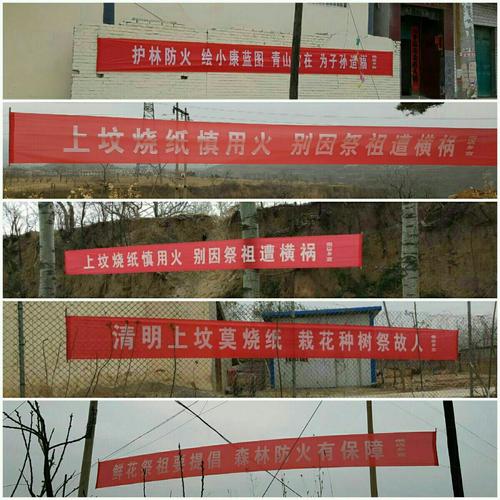 护林防火 绘小康蓝图 青山常在 为子孙造福
上坟烧纸慎用火 别因祭祖遭横祸
上坟烧纸慎用火 别因祭祖遭横祸
清明上坟莫烧纸 栽花种树祭故人
鲜花祭祖要提倡 森林防火有保障